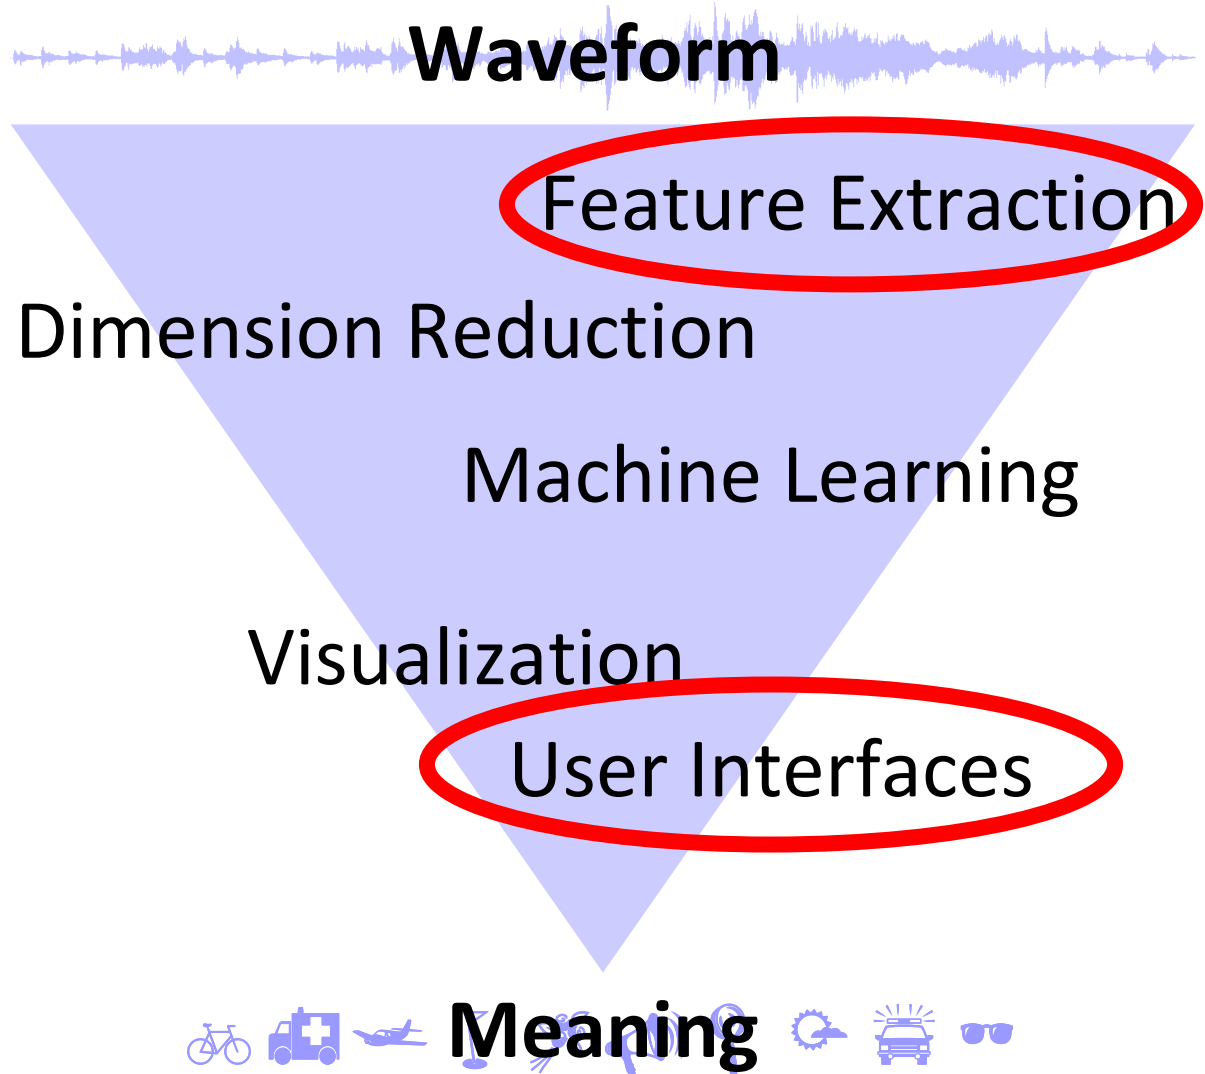 Waveform
Feature Extraction
Dimension Reduction
Machine Learning
Visualization
User Interfaces
Meaning